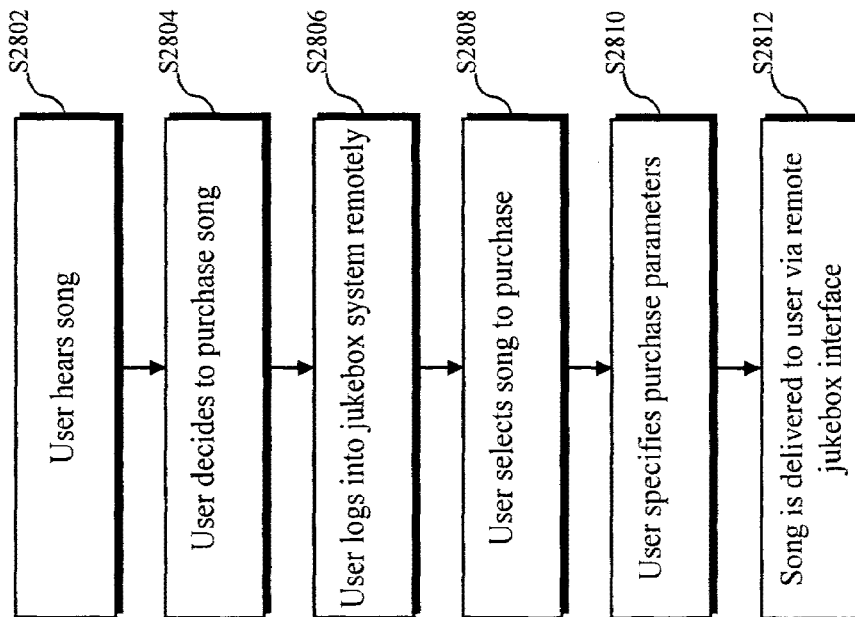 S2802
User hears song
S2804
User decides to purchase song
S2806
User logs into jukebox system remotely
S2808
User selects song to purchase
S2810
User specifies purchase parameters
S2812
Song is delivered to user via remote
jukebox interface